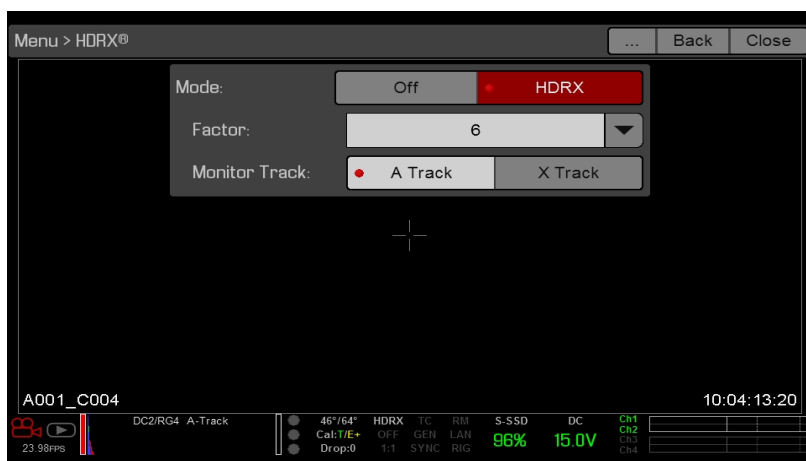 Menu > HDRX® ... Back Close
Mode: Off HDRX
Factor: 6
Monitor Track: A Track X Track
A001_C004 10:04:13:20
DC2/RG4 A-Track 46°/64° HDRX TC RM S-SSD DC Ch1
Cal:T/E+ OFF GEN LAN 96% 15.0V Ch2
23.98FPS Drop:0 1:1 SYNC RIG Ch3
Ch4